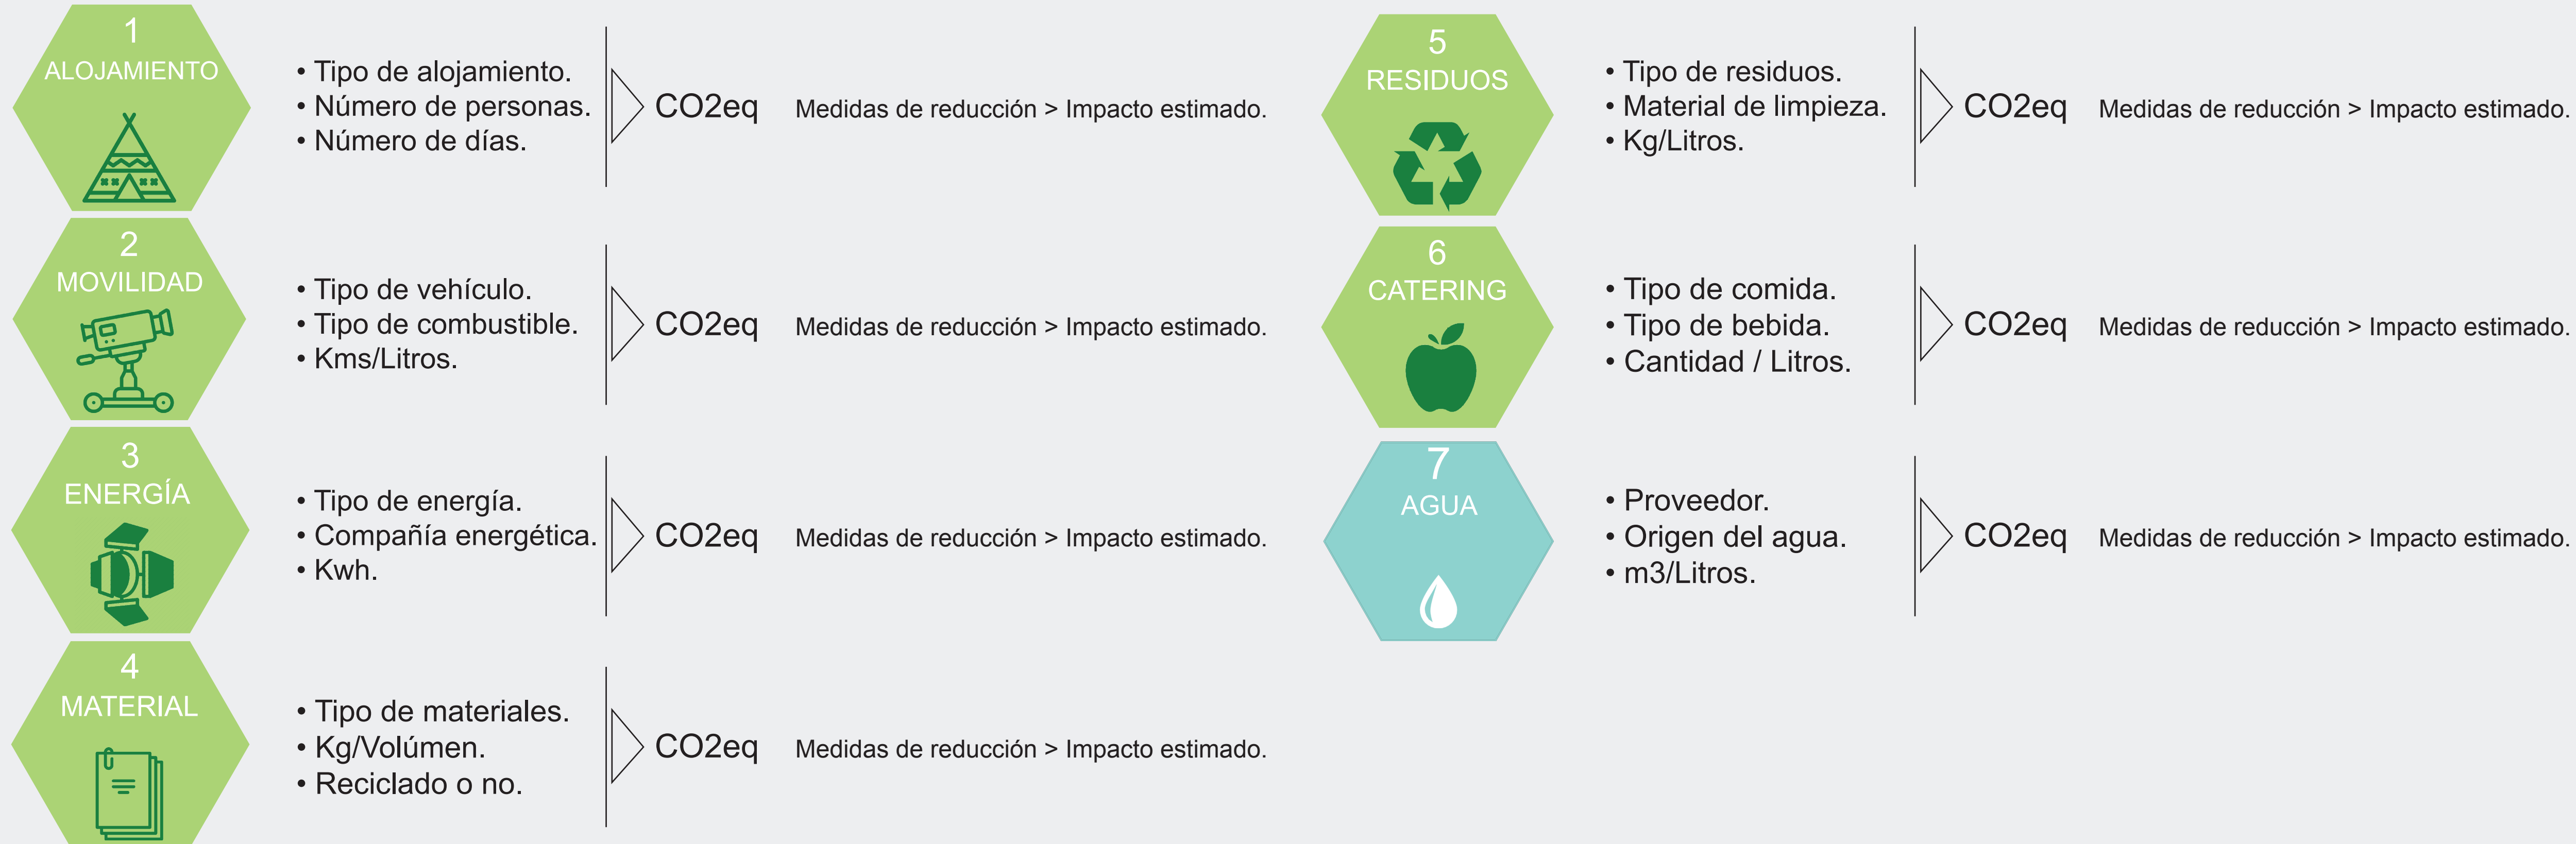 1
ALOJAMIENTO
• Tipo de alojamiento.
• Número de personas.
• Número de días.
CO2eq
Medidas de reducción > Impacto estimado.
2
MOVILIDAD
• Tipo de vehículo.
• Tipo de combustible.
• Kms/Litros.
CO2eq
Medidas de reducción > Impacto estimado.
3
ENERGÍA
• Tipo de energía.
• Compañía energética.
• Kwh.
CO2eq
Medidas de reducción > Impacto estimado.
4
MATERIAL
• Tipo de materiales.
• Kg/Volúmen.
• Reciclado o no.
CO2eq
Medidas de reducción > Impacto estimado.
5
RESIDUOS
• Tipo de residuos.
• Material de limpieza.
• Kg/Litros.
CO2eq
Medidas de reducción > Impacto estimado.
6
CATERING
• Tipo de comida.
• Tipo de bebida.
• Cantidad / Litros.
CO2eq
Medidas de reducción > Impacto estimado.
7
AGUA
• Proveedor.
• Origen del agua.
• m3/Litros.
CO2eq
Medidas de reducción > Impacto estimado.